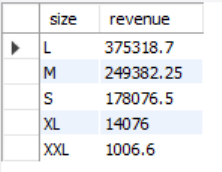 size revenue
L 375318.7
M 249382.25
S 178076.5
XL 14076
XXL 1006.6